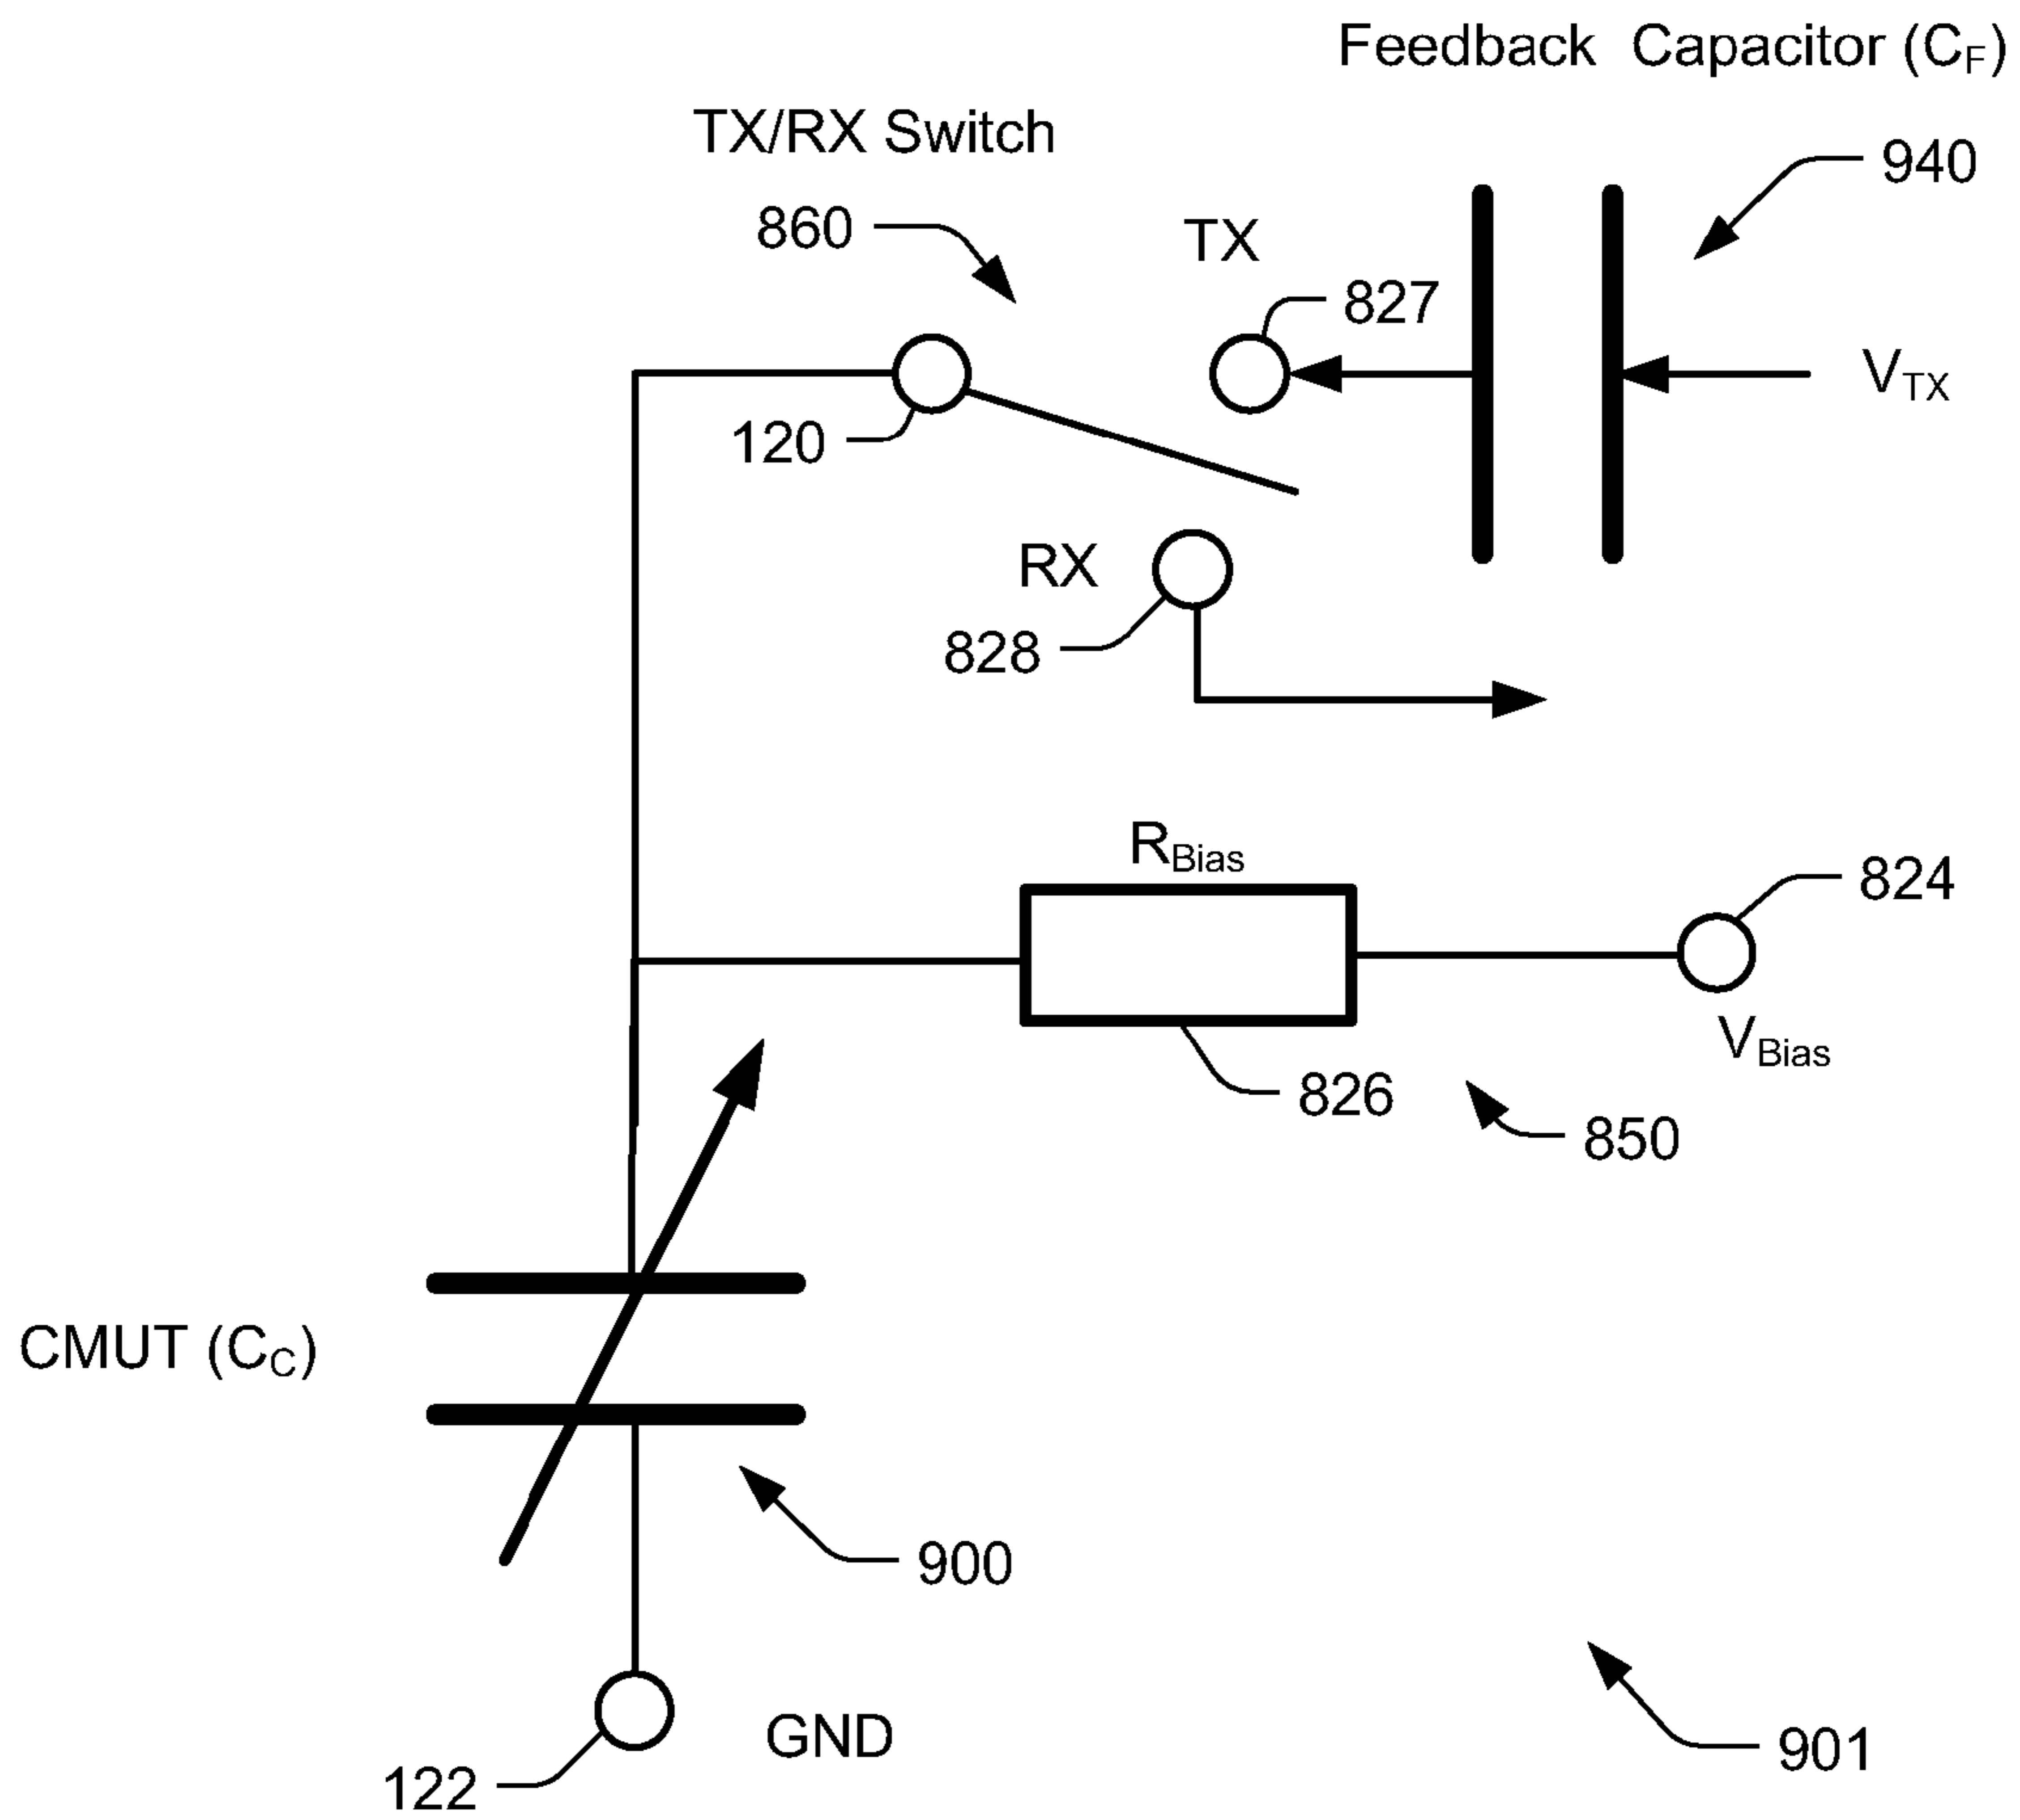 Feedback Capacitor (CF)
TX/RX Switch
940
860
TX
827
VTX
120
RX
828
RBias
824
VBias
826
850
CMUT (CC)
900
GND
901
122